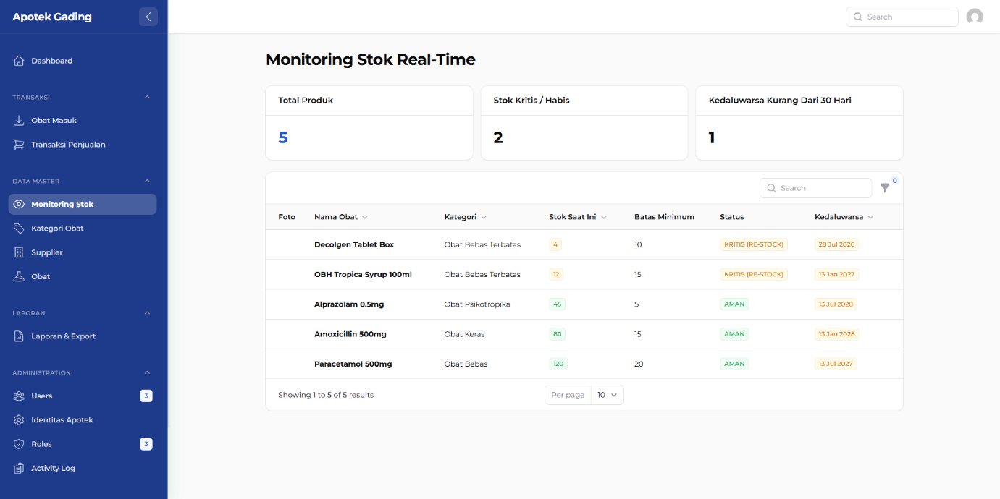 Apotek Gading
Search
Dashboard
TRANSAKSI
Obat Masuk
Transaksi Penjualan
DATA MASTER
Monitoring Stok
Kategori Obat
Supplier
Obat
LAPORAN
Laporan & Export
ADMINISTRATION
Users 3
Identitas Apotek
Roles 3
Activity Log
Monitoring Stok Real-Time
Total Produk
5
Stok Kritis / Habis
2
Kedaluwarsa Kurang Dari 30 Hari
1
Search 0
Foto Nama Obat Kategori Stok Saat Ini Batas Minimum Status Kedaluwarsa
Decolgen Tablet Box Obat Bebas Terbatas 4 10 KRITIS (RE-STOCK) 28 Jul 2026
OBH Tropica Syrup 100ml Obat Bebas Terbatas 12 15 KRITIS (RE-STOCK) 13 Jan 2027
Alprazolam 0.5mg Obat Psikotropika 45 5 AMAN 13 Jul 2028
Amoxicillin 500mg Obat Keras 80 15 AMAN 13 Jan 2028
Paracetamol 500mg Obat Bebas 120 20 AMAN 13 Jul 2027
Showing 1 to 5 of 5 results Per page 10